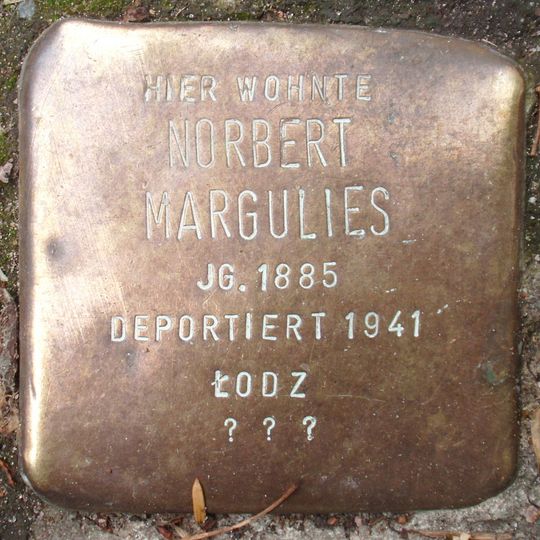 HIER WOHNTE
NORBERT
MARGULIES
JG. 1885
DEPORTIERT 1941
ŁODZ
? ? ?